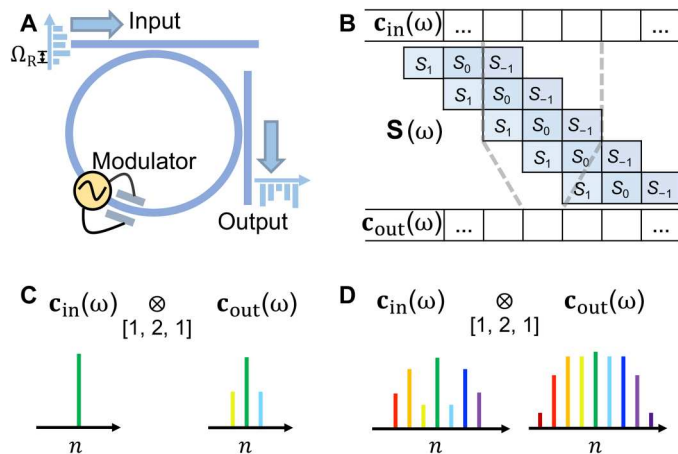 A
Input
Ω_R
Modulator
Output
B
c_in(ω)
... ...
S_1 S_0 S_−1
S_1 S_0 S_−1
S_1 S_0 S_−1
S_1 S_0 S_−1
S_1 S_0 S_−1
S(ω)
c_out(ω)
... ...
C
c_in(ω) ⊗ c_out(ω)
[1, 2, 1]
n n
D
c_in(ω) ⊗ c_out(ω)
[1, 2, 1]
n n